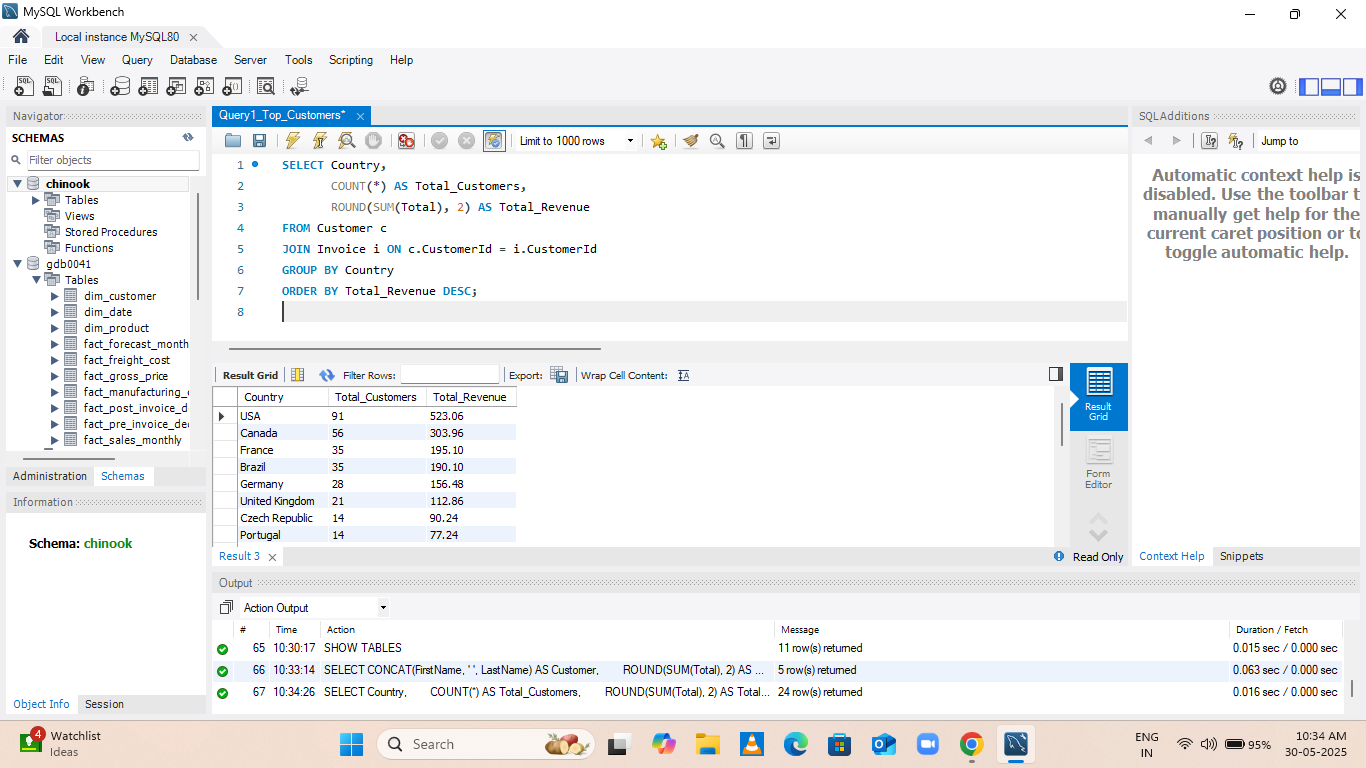 MySQL Workbench
Local instance MySQL80
File Edit View Query Database Server Tools Scripting Help
Navigator
SCHEMAS
Filter objects
chinook
Tables
Views
Stored Procedures
Functions
gdb0041
Tables
dim_customer
dim_date
dim_product
fact_forecast_month
fact_freight_cost
fact_gross_price
fact_manufacturing_
fact_post_invoice_d
fact_pre_invoice_de
fact_sales_monthly
Administration Schemas
Information
Schema: chinook
Object Info Session
Query1_Top_Customers*
Limit to 1000 rows
1 SELECT Country,
2 COUNT(*) AS Total_Customers,
3 ROUND(SUM(Total), 2) AS Total_Revenue
4 FROM Customer c
5 JOIN Invoice i ON c.CustomerId = i.CustomerId
6 GROUP BY Country
7 ORDER BY Total_Revenue DESC;
8
Result Grid Filter Rows: Export: Wrap Cell Content:
Country Total_Customers Total_Revenue
USA 91 523.06
Canada 56 303.96
France 35 195.10
Brazil 35 190.10
Germany 28 156.48
United Kingdom 21 112.86
Czech Republic 14 90.24
Portugal 14 77.24
Result Grid
Form Editor
Result 3
Read Only
SQLAdditions
Jump to
Automatic context help is
disabled. Use the toolbar t
manually get help for the
current caret position or to
toggle automatic help.
Context Help Snippets
Output
Action Output
# Time Action Message Duration / Fetch
65 10:30:17 SHOW TABLES 11 row(s) returned 0.015 sec / 0.000 sec
66 10:33:14 SELECT CONCAT(FirstName, ' ', LastName) AS Customer, ROUND(SUM(Total), 2) AS ... 5 row(s) returned 0.063 sec / 0.000 sec
67 10:34:26 SELECT Country, COUNT(*) AS Total_Customers, ROUND(SUM(Total), 2) AS Total... 24 row(s) returned 0.016 sec / 0.000 sec
4
Watchlist
Ideas
Search
ENG
IN
95%
10:34 AM
30-05-2025